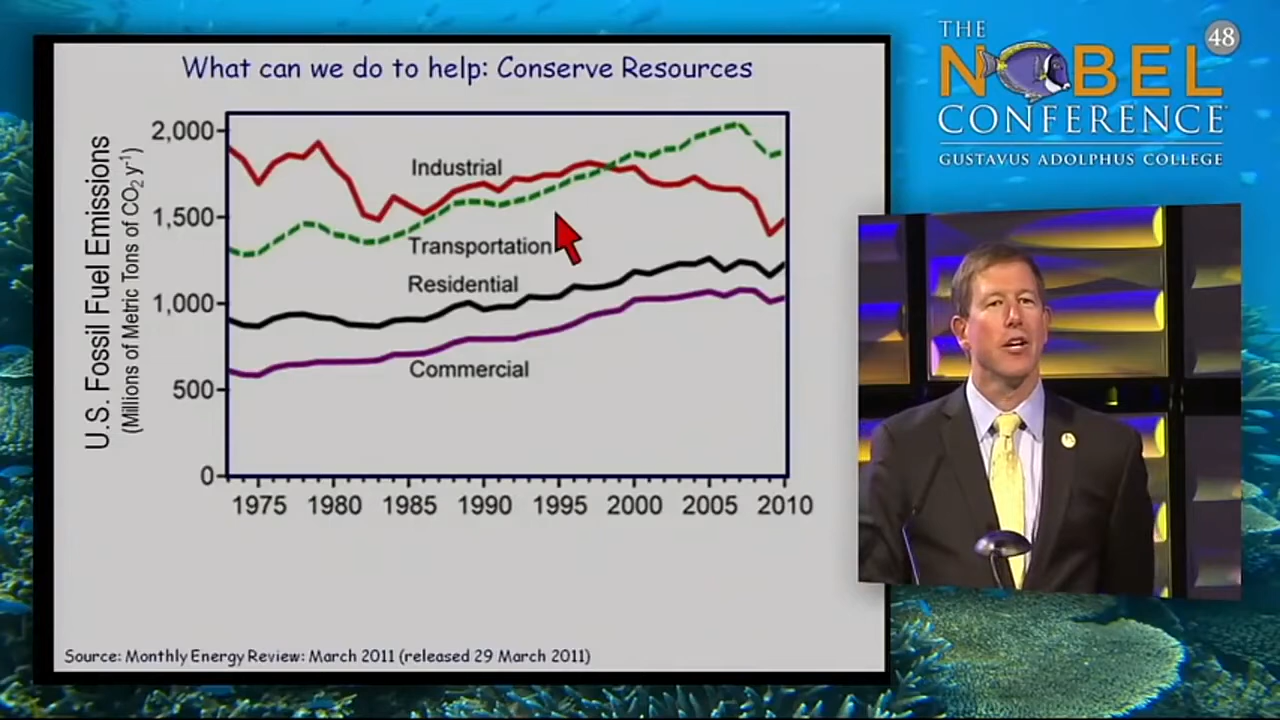 What can we do to help: Conserve Resources
U.S. Fossil Fuel Emissions
(Millions of Metric Tons of CO2 y-1)
2,000
1,500
1,000
500
0
Industrial
Transportation
Residential
Commercial
1975 1980 1985 1990 1995 2000 2005 2010
Source: Monthly Energy Review: March 2011 (released 29 March 2011)
THE
48
NOBEL
CONFERENCE
GUSTAVUS ADOLPHUS COLLEGE